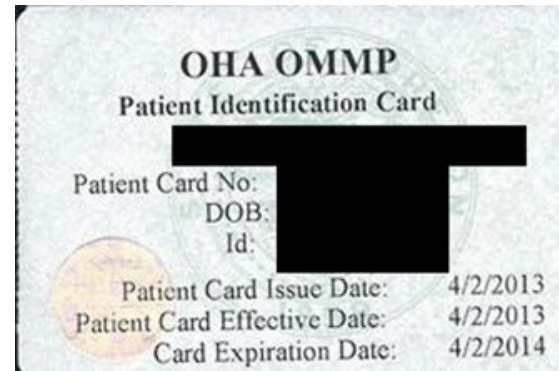 OHA OMMP
Patient Identification Card
Patient Card No:
DOB:
Id:
Patient Card Issue Date: 4/2/2013
Patient Card Effective Date: 4/2/2013
Card Expiration Date: 4/2/2014